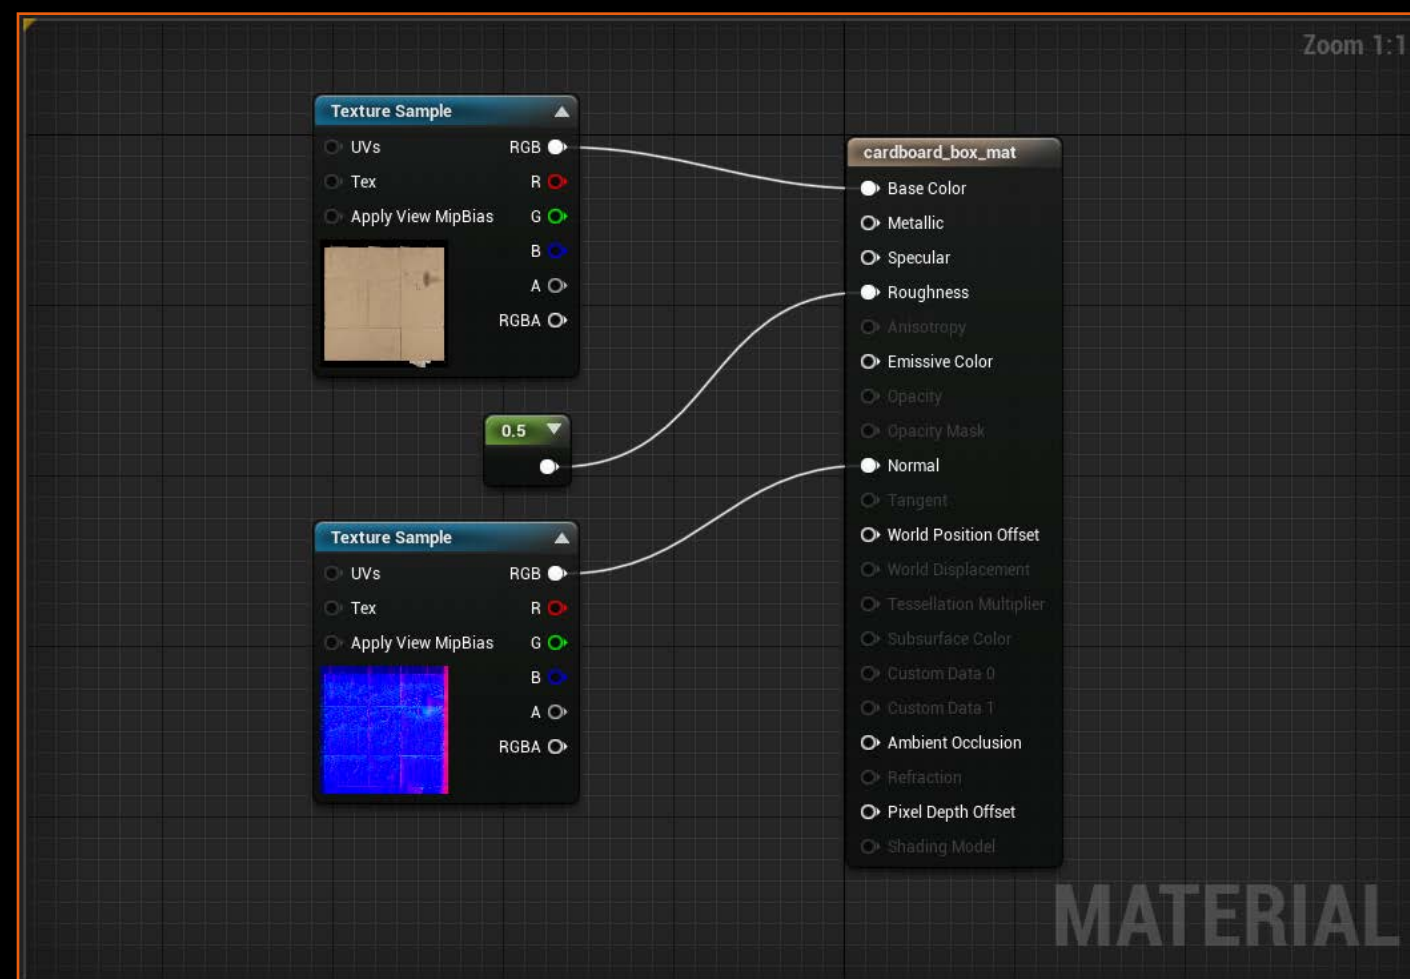 Zoom 1:1
Texture Sample
UVs RGB
Tex R
Apply View MipBias G
B
A
RGBA
0.5
Texture Sample
UVs RGB
Tex R
Apply View MipBias G
B
A
RGBA
cardboard_box_mat
Base Color
Metallic
Specular
Roughness
Anisotropy
Emissive Color
Opacity
Opacity Mask
Normal
Tangent
World Position Offset
World Displacement
Tessellation Multiplier
Subsurface Color
Custom Data 0
Custom Data 1
Ambient Occlusion
Refraction
Pixel Depth Offset
Shading Model
MATERIAL